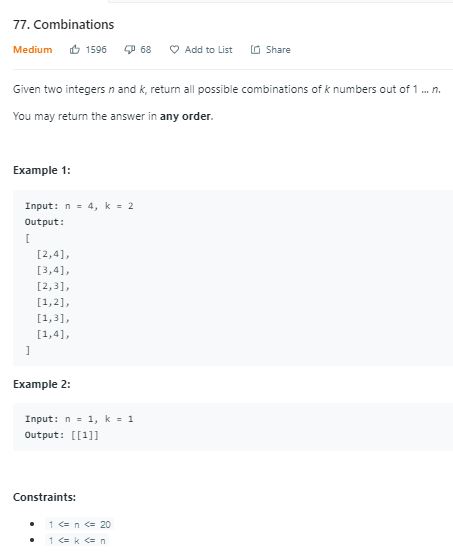 77. Combinations
Medium 1596 68 Add to List Share
Given two integers n and k, return all possible combinations of k numbers out of 1 ... n.
You may return the answer in any order.
Example 1:
Input: n = 4, k = 2
Output:
[
[2,4],
[3,4],
[2,3],
[1,2],
[1,3],
[1,4],
]
Example 2:
Input: n = 1, k = 1
Output: [[1]]
Constraints:
• 1 <= n <= 20
• 1 <= k <= n